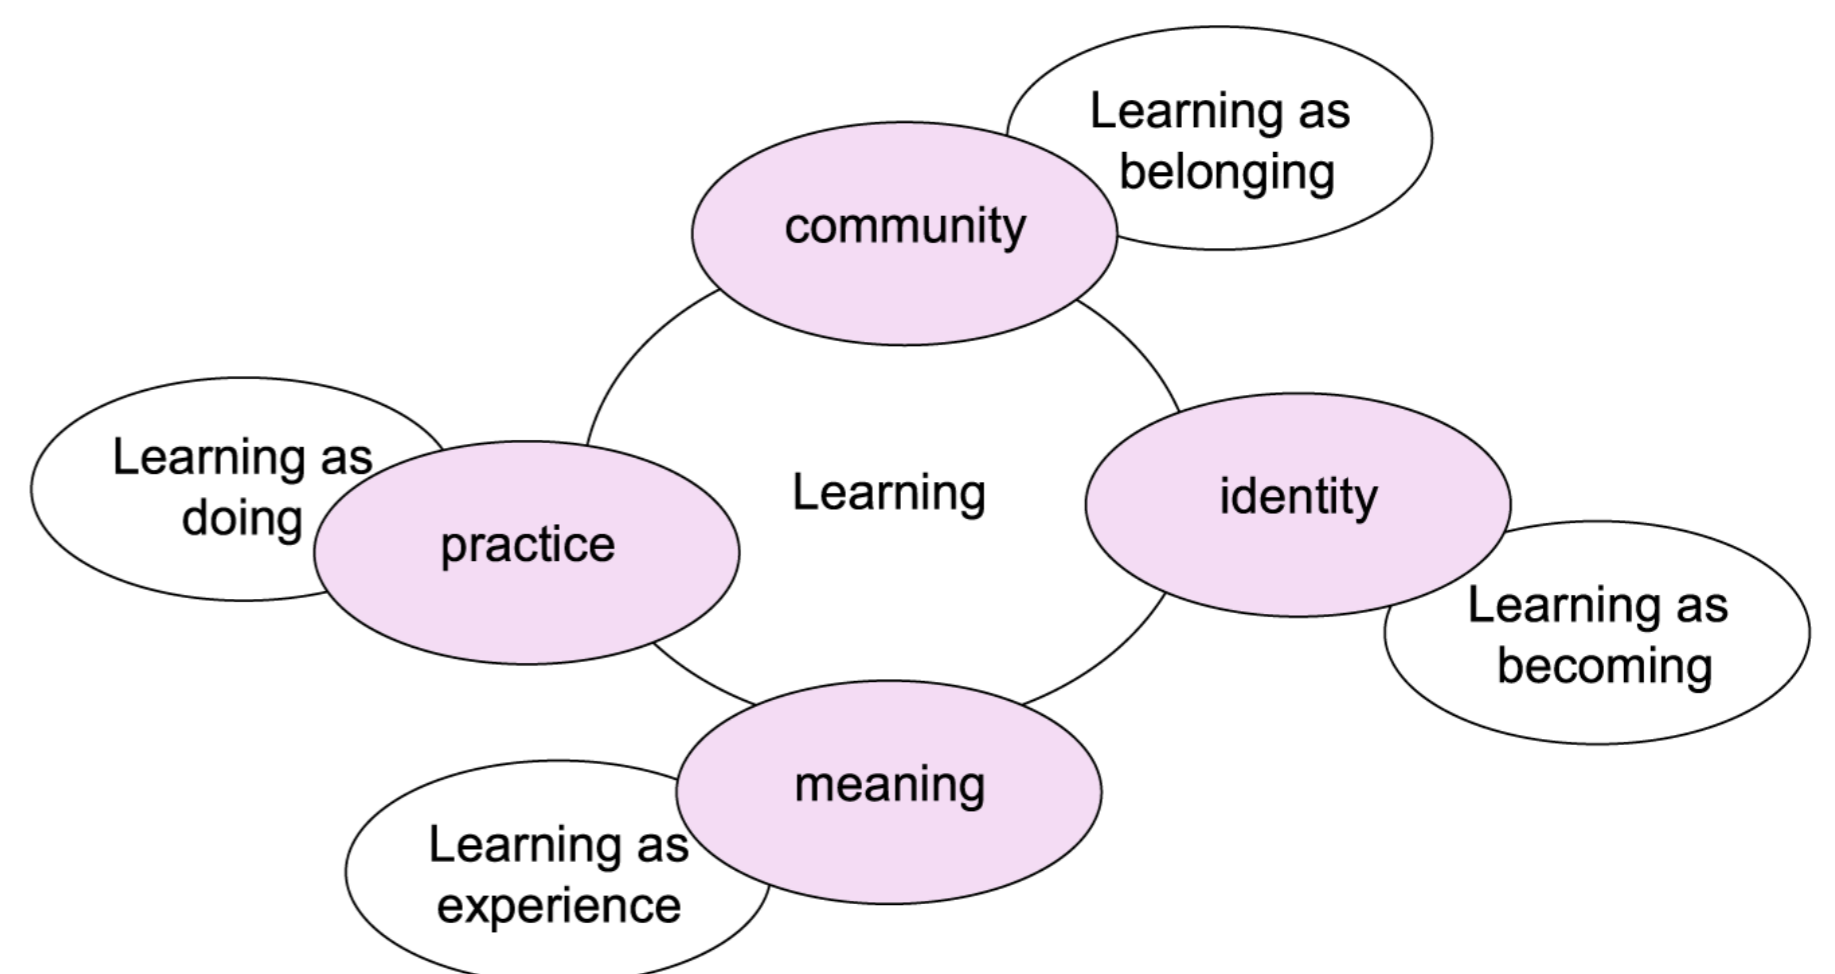 Learning as
belonging
community
Learning as
doing
practice
Learning
identity
Learning as
becoming
meaning
Learning as
experience